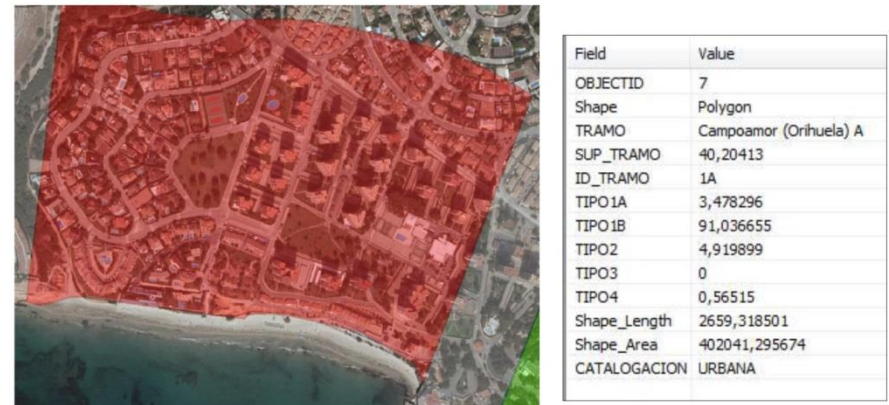 Field Value
OBJECTID 7
Shape Polygon
TRAMO Campoamor (Orihuela) A
SUP_TRAMO 40,20413
ID_TRAMO 1A
TIPO1A 3,478296
TIPO1B 91,036655
TIPO2 4,919899
TIPO3 0
TIPO4 0,56515
Shape_Length 2659,318501
Shape_Area 402041,295674
CATALOGACION URBANA